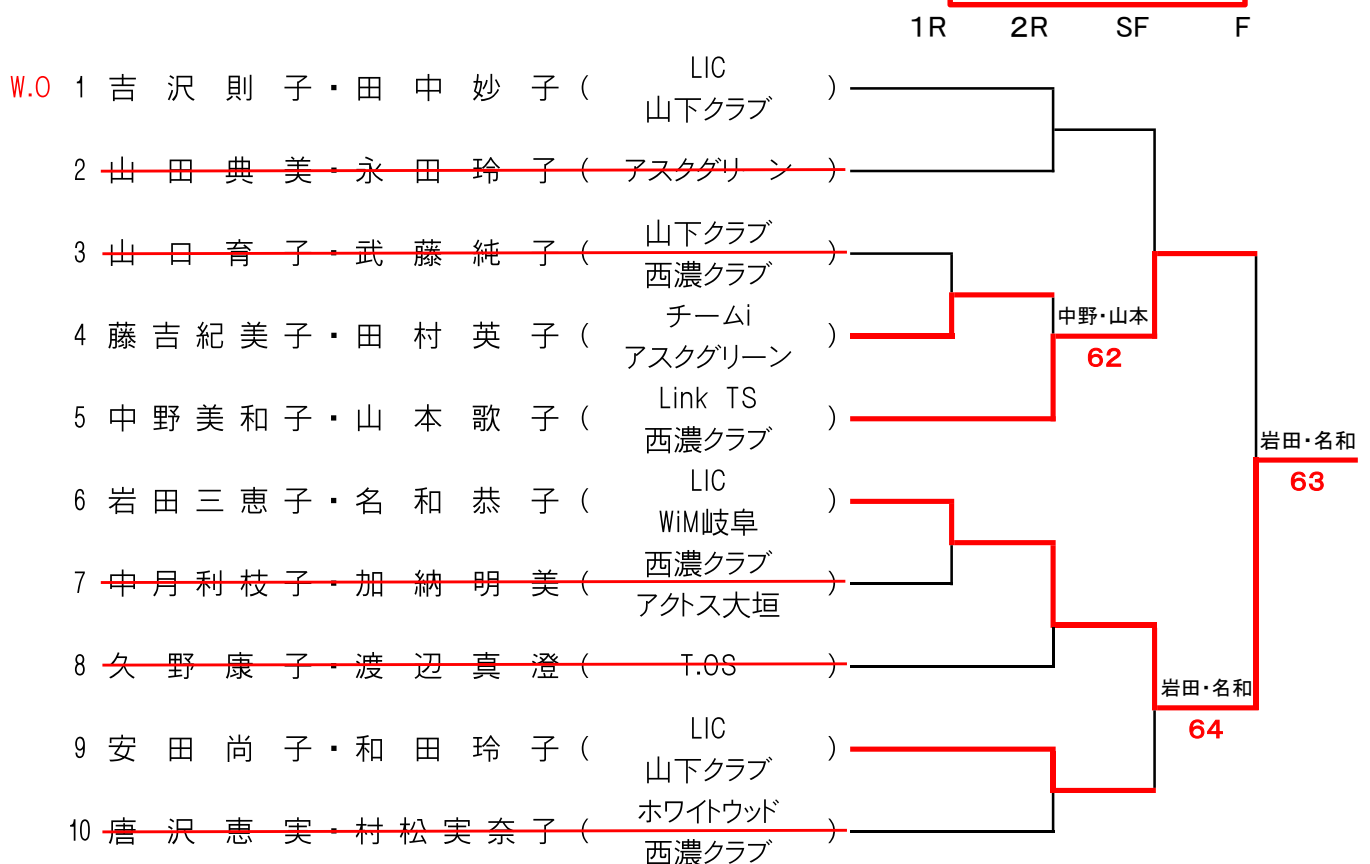 1R 2R SF F
W.O 1 吉沢則子・田中妙子 ( LIC 山下クラブ )
2 山田典美・永田玲子 ( アスクグリーン )
3 山口育子・武藤純子 ( 山下クラブ 西濃クラブ )
4 藤吉紀美子・田村英子 ( チームi アスクグリーン )
中野・山本
62
5 中野美和子・山本歌子 ( Link TS 西濃クラブ )
岩田・名和
63
6 岩田三恵子・名和恭子 ( LIC WiM岐阜 )
7 中月利枝子・加納明美 ( 西濃クラブ アクトス大垣 )
8 久野康子・渡辺真澄 ( T.OS )
岩田・名和
64
9 安田尚子・和田玲子 ( LIC 山下クラブ )
10 唐沢恵実・村松実奈子 ( ホワイトウッド 西濃クラブ )